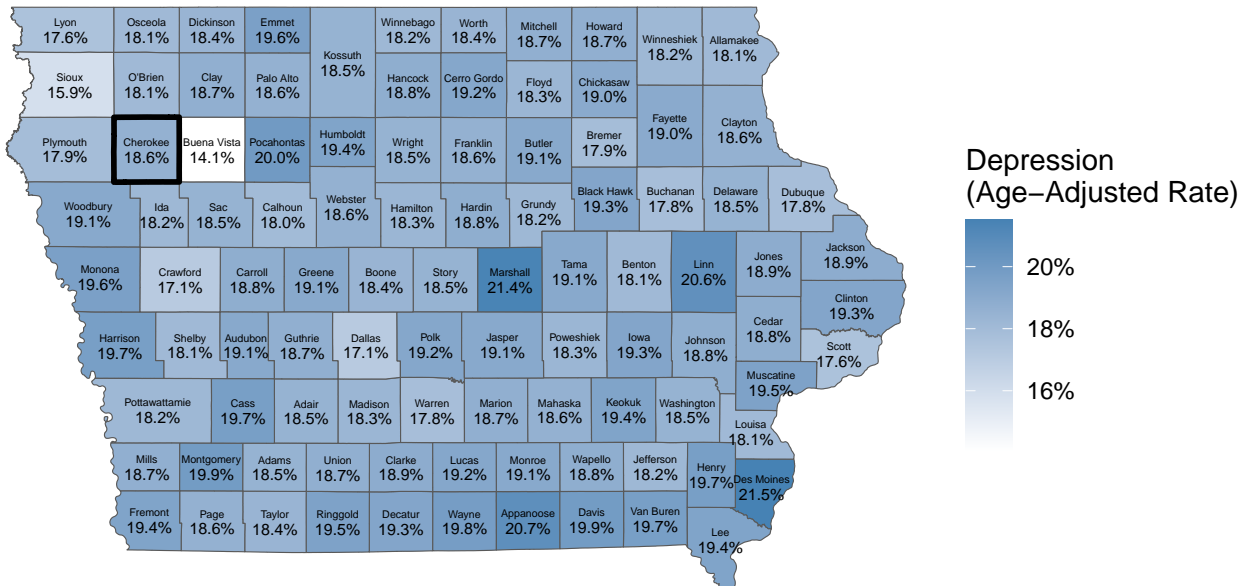 Lyon
17.6%
Osceola
18.1%
Dickinson
18.4%
Emmet
19.6%
Kossuth
18.5%
Winnebago
18.2%
Worth
18.4%
Mitchell
18.7%
Howard
18.7%
Winneshiek
18.2%
Allamakee
18.1%
Sioux
15.9%
O'Brien
18.1%
Clay
18.7%
Palo Alto
18.6%
Hancock
18.8%
Cerro Gordo
19.2%
Floyd
18.3%
Chickasaw
19.0%
Fayette
19.0%
Clayton
18.6%
Plymouth
17.9%
Cherokee
18.6%
Buena Vista
14.1%
Pocahontas
20.0%
Humboldt
19.4%
Wright
18.5%
Franklin
18.6%
Butler
19.1%
Bremer
17.9%
Woodbury
19.1%
Ida
18.2%
Sac
18.5%
Calhoun
18.0%
Webster
18.6%
Hamilton
18.3%
Hardin
18.8%
Grundy
18.2%
Black Hawk
19.3%
Buchanan
17.8%
Delaware
18.5%
Dubuque
17.8%
Monona
19.6%
Crawford
17.1%
Carroll
18.8%
Greene
19.1%
Boone
18.4%
Story
18.5%
Marshall
21.4%
Tama
19.1%
Benton
18.1%
Linn
20.6%
Jones
18.9%
Jackson
18.9%
Clinton
19.3%
Harrison
19.7%
Shelby
18.1%
Audubon
19.1%
Guthrie
18.7%
Dallas
17.1%
Polk
19.2%
Jasper
19.1%
Poweshiek
18.3%
Iowa
19.3%
Johnson
18.8%
Cedar
18.8%
Scott
17.6%
Muscatine
19.5%
Pottawattamie
18.2%
Cass
19.7%
Adair
18.5%
Madison
18.3%
Warren
17.8%
Marion
18.7%
Mahaska
18.6%
Keokuk
19.4%
Washington
18.5%
Louisa
18.1%
Mills
18.7%
Montgomery
19.9%
Adams
18.5%
Union
18.7%
Clarke
18.9%
Lucas
19.2%
Monroe
19.1%
Wapello
18.8%
Jefferson
18.2%
Henry
19.7%
Des Moines
21.5%
Fremont
19.4%
Page
18.6%
Taylor
18.4%
Ringgold
19.5%
Decatur
19.3%
Wayne
19.8%
Appanoose
20.7%
Davis
19.9%
Van Buren
19.7%
Lee
19.4%
Depression
(Age−Adjusted Rate)
20%
18%
16%